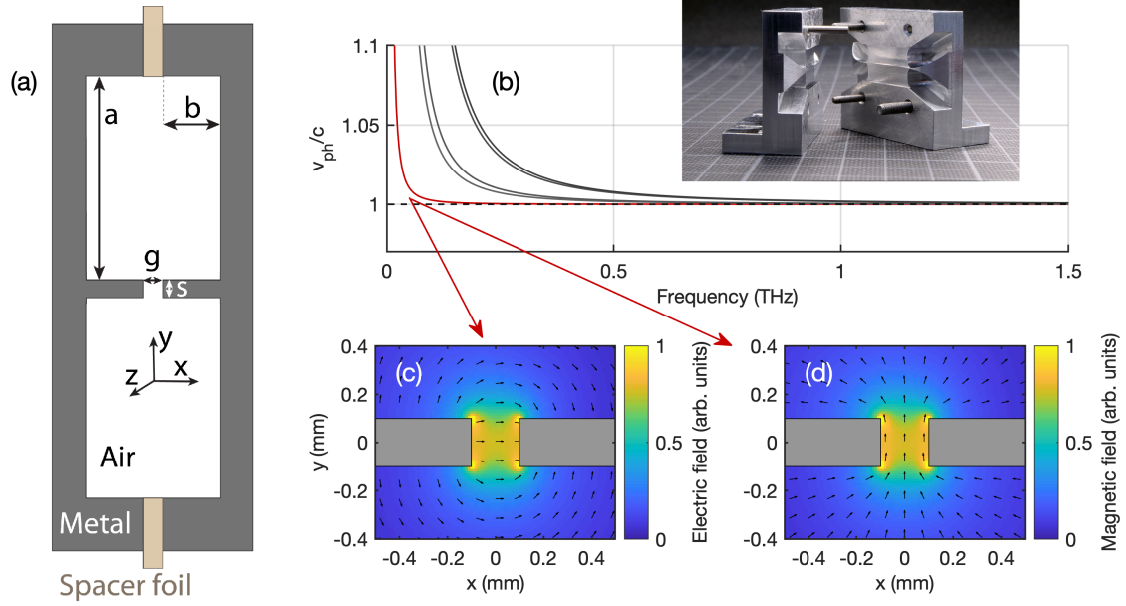 (a)
a
b
g
s
y
x
z
Air
Metal
Spacer foil
(b)
1.1
1.05
1
v_ph/c
0
0.5
1
1.5
Frequency (THz)
(c)
0.4
0.2
0
-0.2
-0.4
y (mm)
-0.4 -0.2 0 0.2 0.4
x (mm)
1
0.5
0
Electric field (arb. units)
(d)
0.4
0.2
0
-0.2
-0.4
-0.4 -0.2 0 0.2 0.4
x (mm)
1
0.5
0
Magnetic field (arb. units)